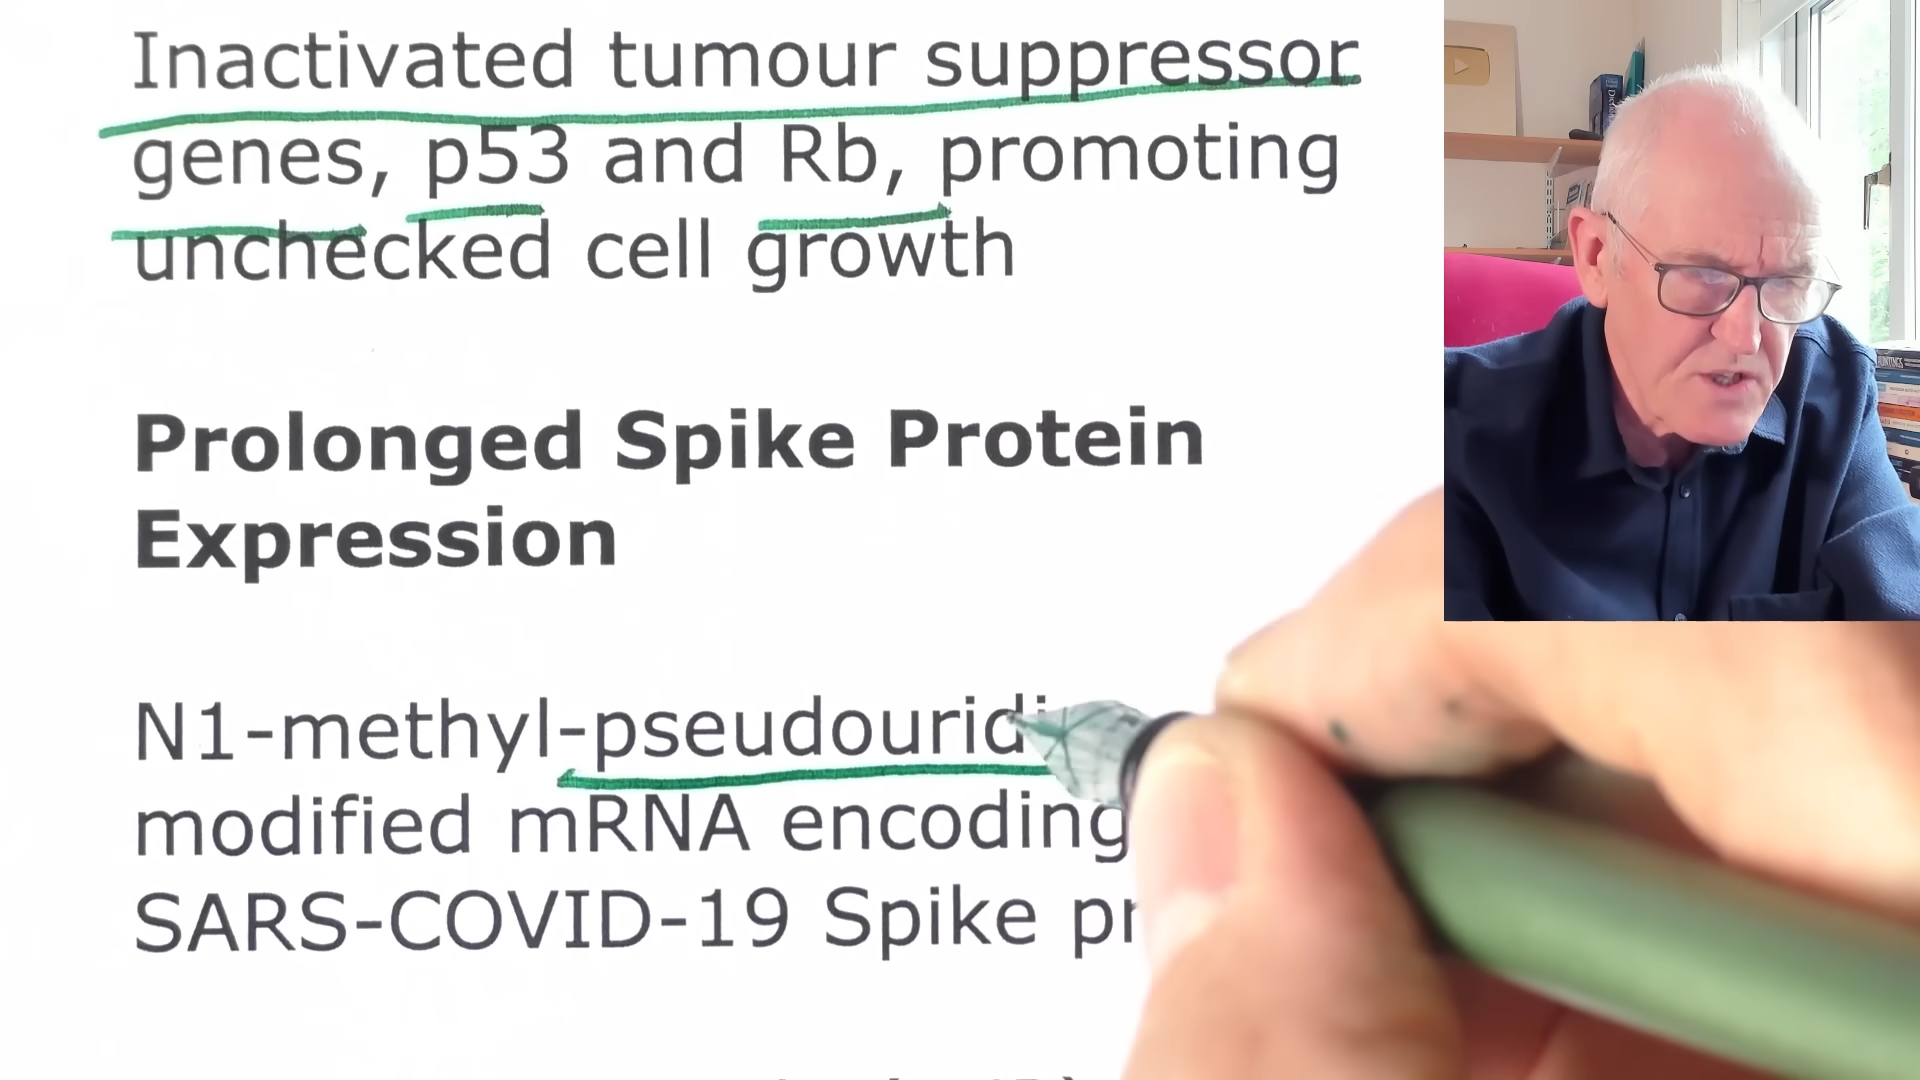 Inactivated tumour suppressor
genes, p53 and Rb, promoting
unchecked cell growth
Prolonged Spike Protein
Expression
N1-methyl-pseudouridi
modified mRNA encoding
SARS-COVID-19 Spike pr